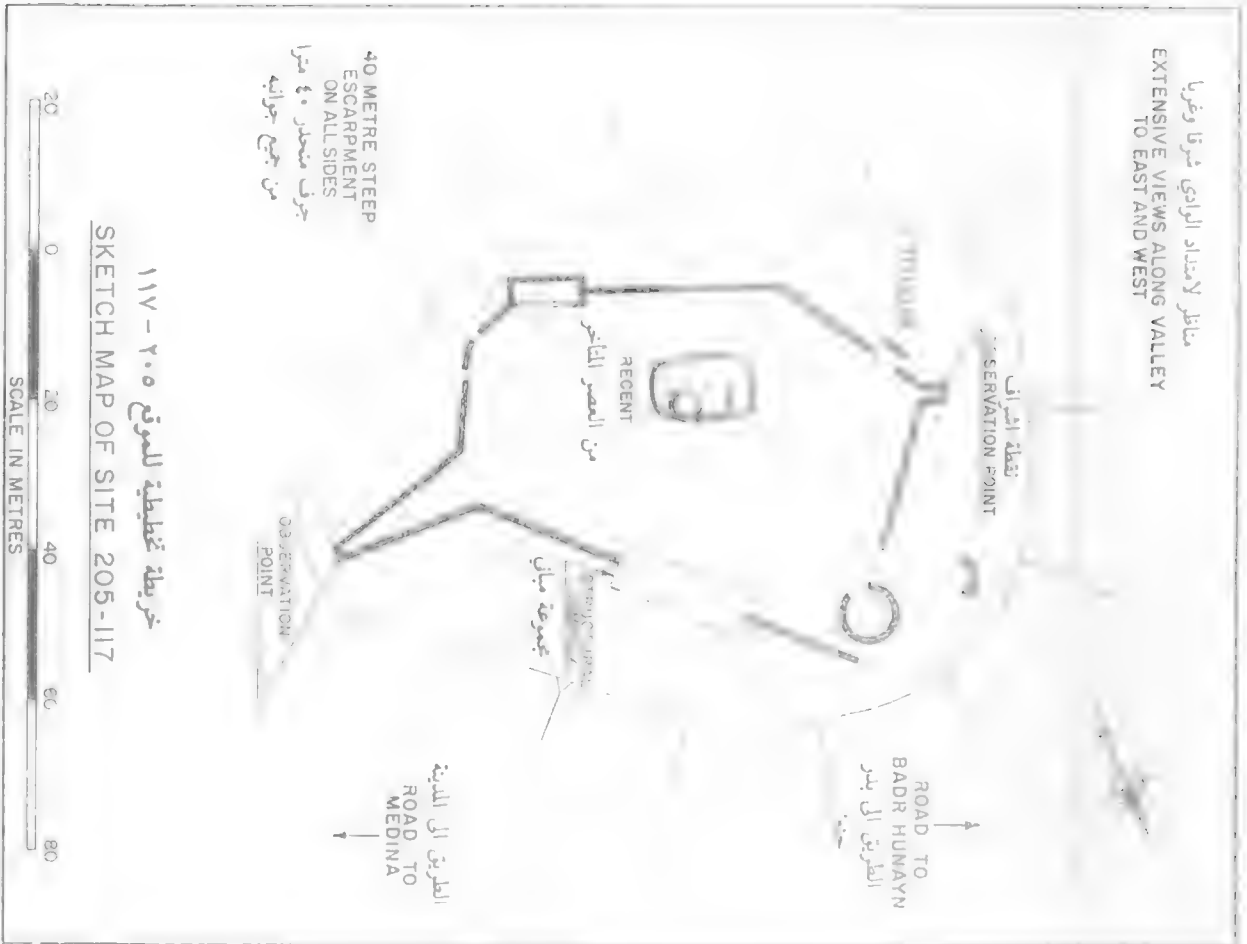 مناظر لامتداد الوادي شرقا وغربا
EXTENSIVE VIEWS ALONG VALLEY
TO EAST AND WEST
نقطة اشراف
SERVATION POINT
ROAD TO
BADR HUNAYN
الطريق الى بدر
RECENT
من العصر المتأخر
مجموعة مباني
40 METRE STEEP
ESCARPMENT
ON ALL SIDES
جرف منحدر ٤٠ مترا
من جميع جوانبه
OBSERVATION
POINT
الطريق الى المدينة
ROAD TO
MEDINA
خريطة تخطيطية للموقع ٢٠٥ - ١١٧
SKETCH MAP OF SITE 205-117
20 0 20 40 60 80
SCALE IN METRES